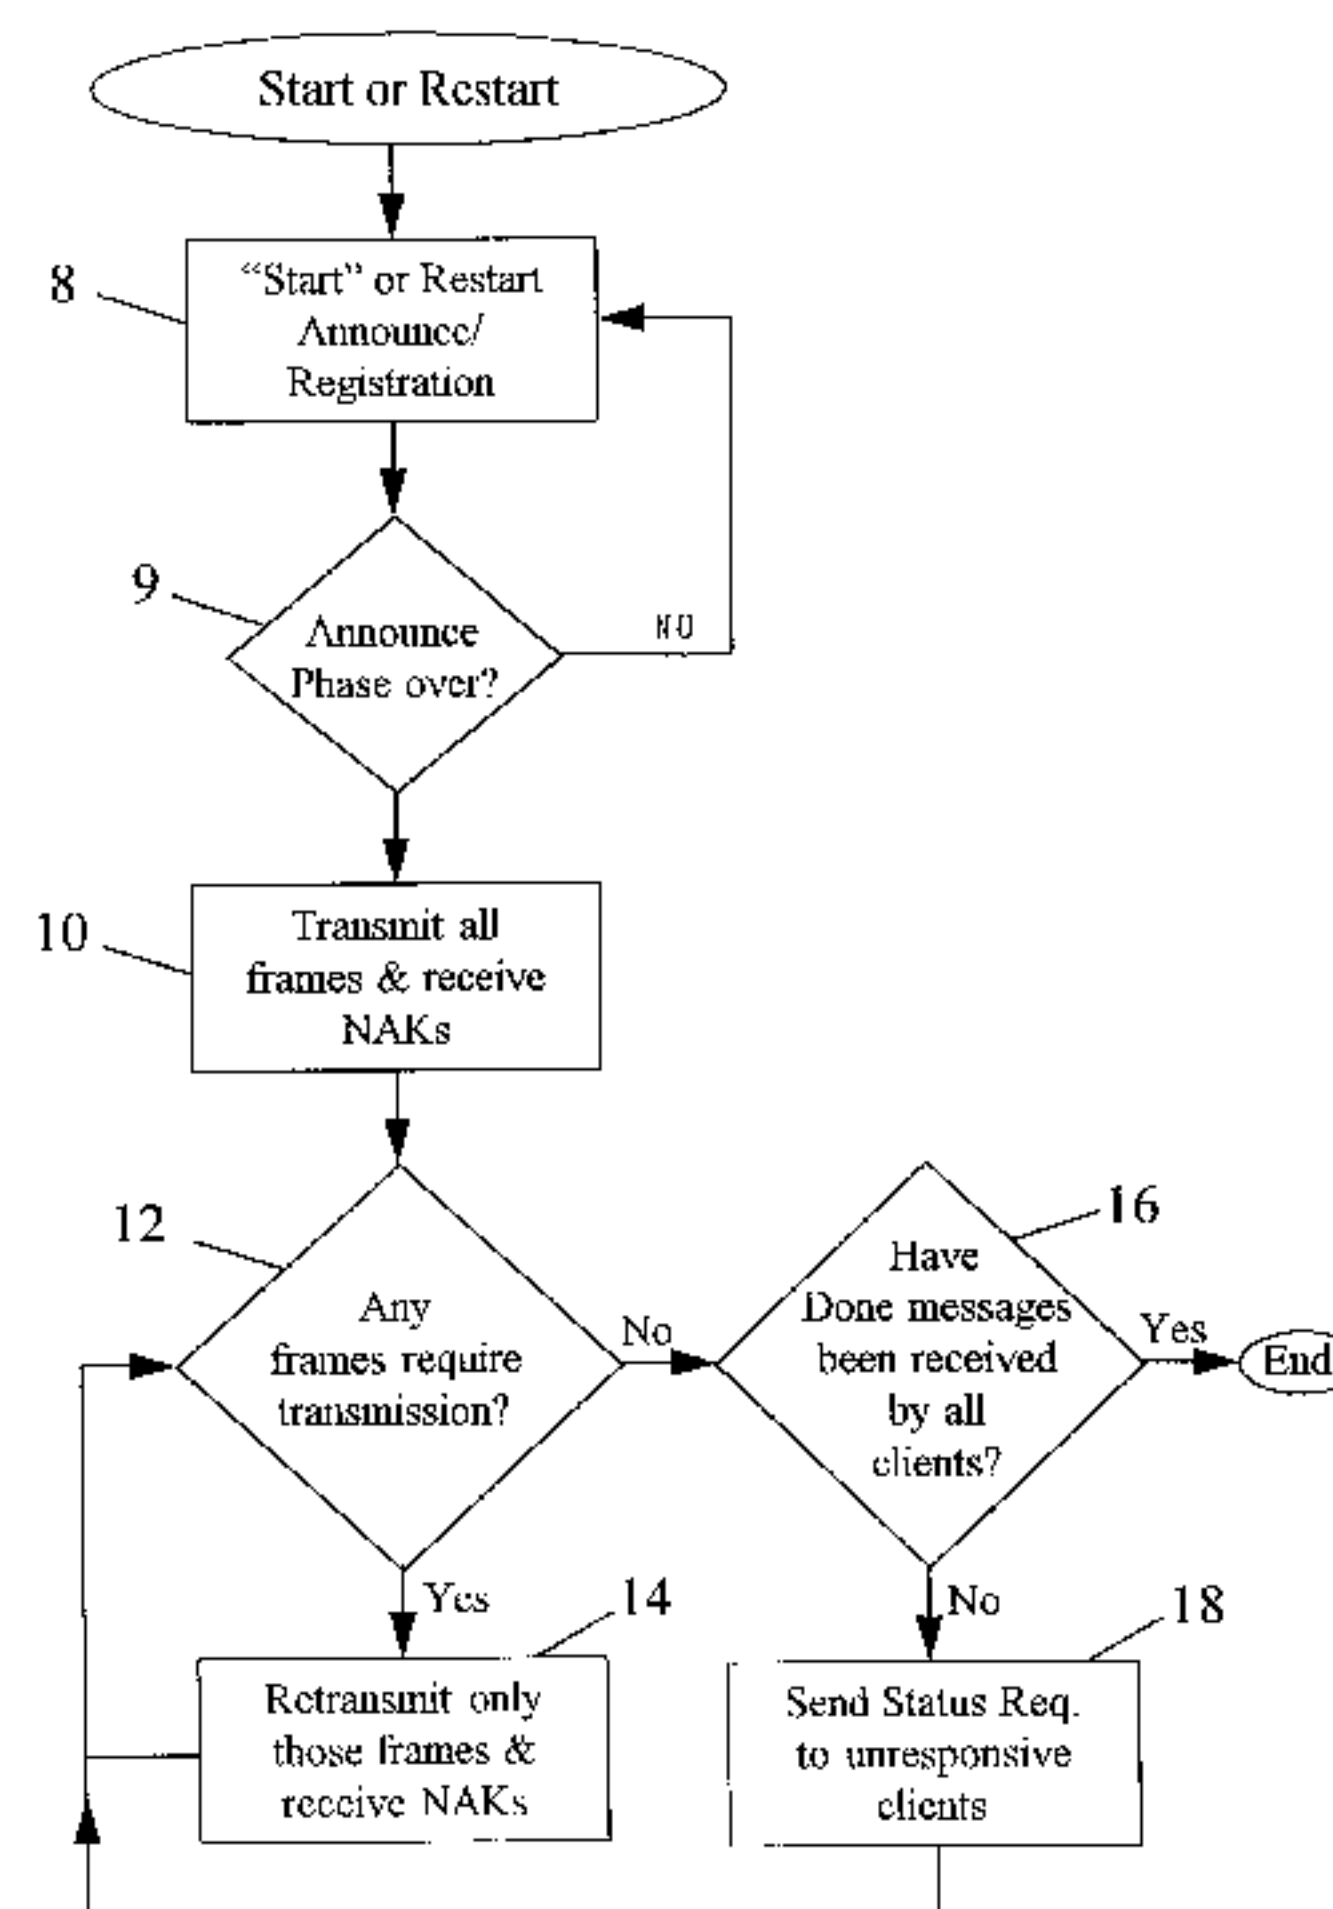 Start or Restart
8
“Start” or Restart
Announce/
Registration
9
Announce
Phase over?
NO
10
Transmit all
frames & receive
NAKs
12
Any
frames require
transmission?
No
16
Have
Done messages
been received
by all
clients?
Yes
End
Yes
14
Retransmit only
those frames &
receive NAKs
No
18
Send Status Req.
to unresponsive
clients